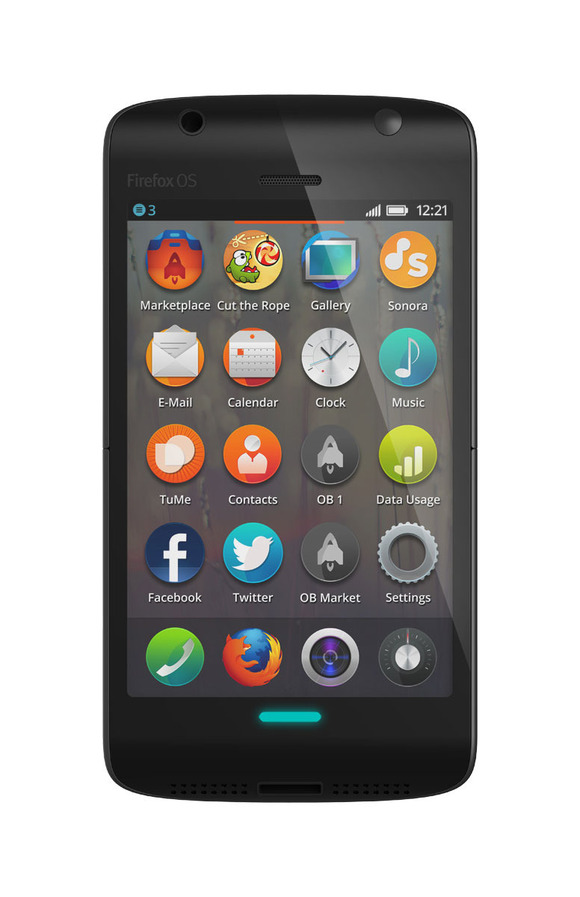 Firefox OS
3 12:21
Marketplace Cut the Rope Gallery Sonora
E-Mail Calendar Clock Music
TuMe Contacts OB 1 Data Usage
Facebook Twitter OB Market Settings